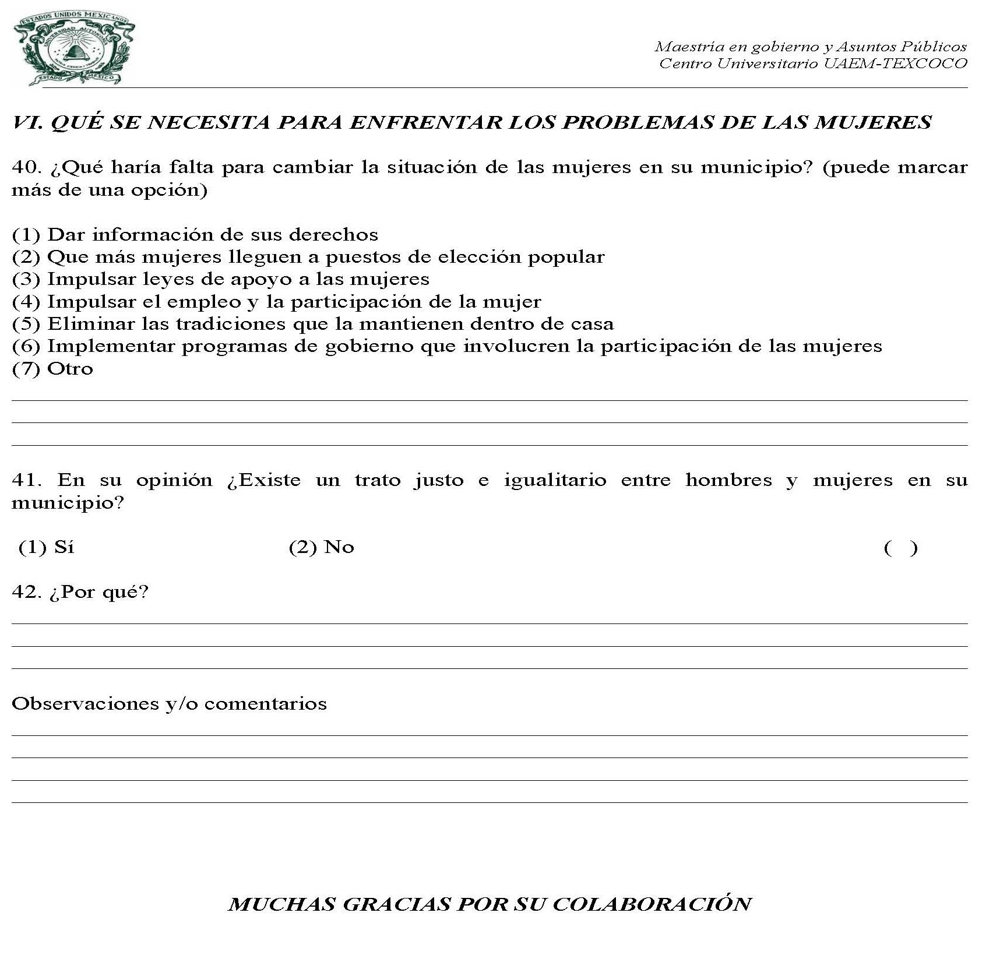 ESTADOS UNIDOS MEXICANOS
UNIVERSIDAD AUTONOMA
CIENCIA Y TRABAJO
ESTADO MEXICO
Maestría en gobierno y Asuntos Públicos
Centro Universitario UAEM-TEXCOCO
VI. QUÉ SE NECESITA PARA ENFRENTAR LOS PROBLEMAS DE LAS MUJERES
40. ¿Qué haría falta para cambiar la situación de las mujeres en su municipio? (puede marcar
más de una opción)
(1) Dar información de sus derechos
(2) Que más mujeres lleguen a puestos de elección popular
(3) Impulsar leyes de apoyo a las mujeres
(4) Impulsar el empleo y la participación de la mujer
(5) Eliminar las tradiciones que la mantienen dentro de casa
(6) Implementar programas de gobierno que involucren la participación de las mujeres
(7) Otro
41. En su opinión ¿Existe un trato justo e igualitario entre hombres y mujeres en su
municipio?
(1) Sí (2) No ( )
42. ¿Por qué?
Observaciones y/o comentarios
MUCHAS GRACIAS POR SU COLABORACIÓN